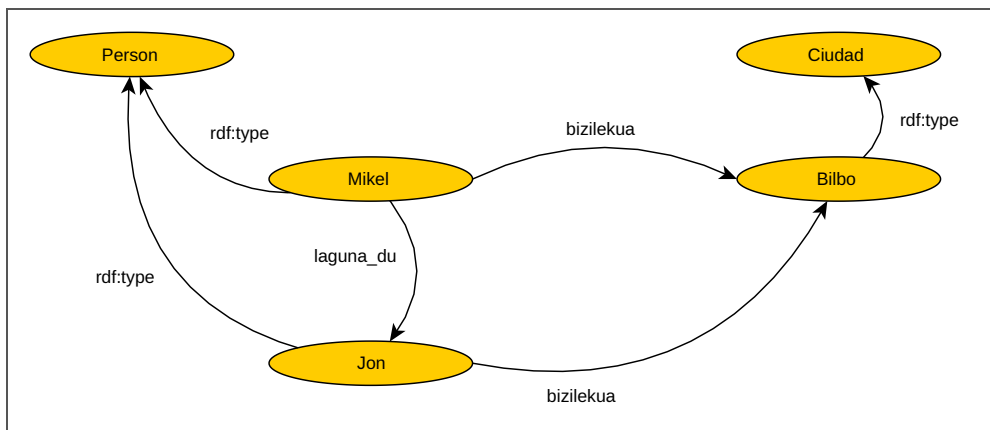 Person
Ciudad
rdf:type
bizilekua
rdf:type
Mikel
Bilbo
laguna_du
rdf:type
Jon
bizilekua